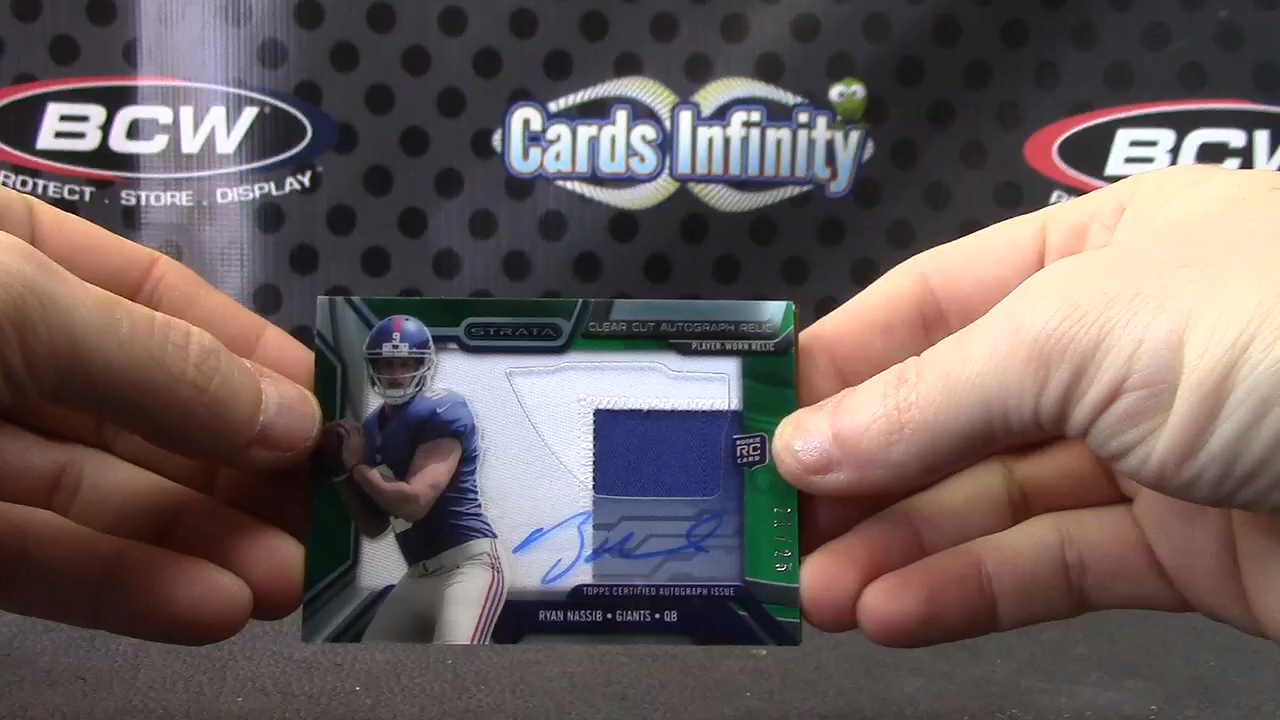 BCW
PROTECT . STORE . DISPLAY
Cards Infinity
BCW
STRATA
CLEAR CUT AUTOGRAPH RELIC
PLAYER-WORN RELIC
9
ROOKIE
RC
CARD
TOPPS CERTIFIED AUTOGRAPH ISSUE
RYAN NASSIB • GIANTS • QB